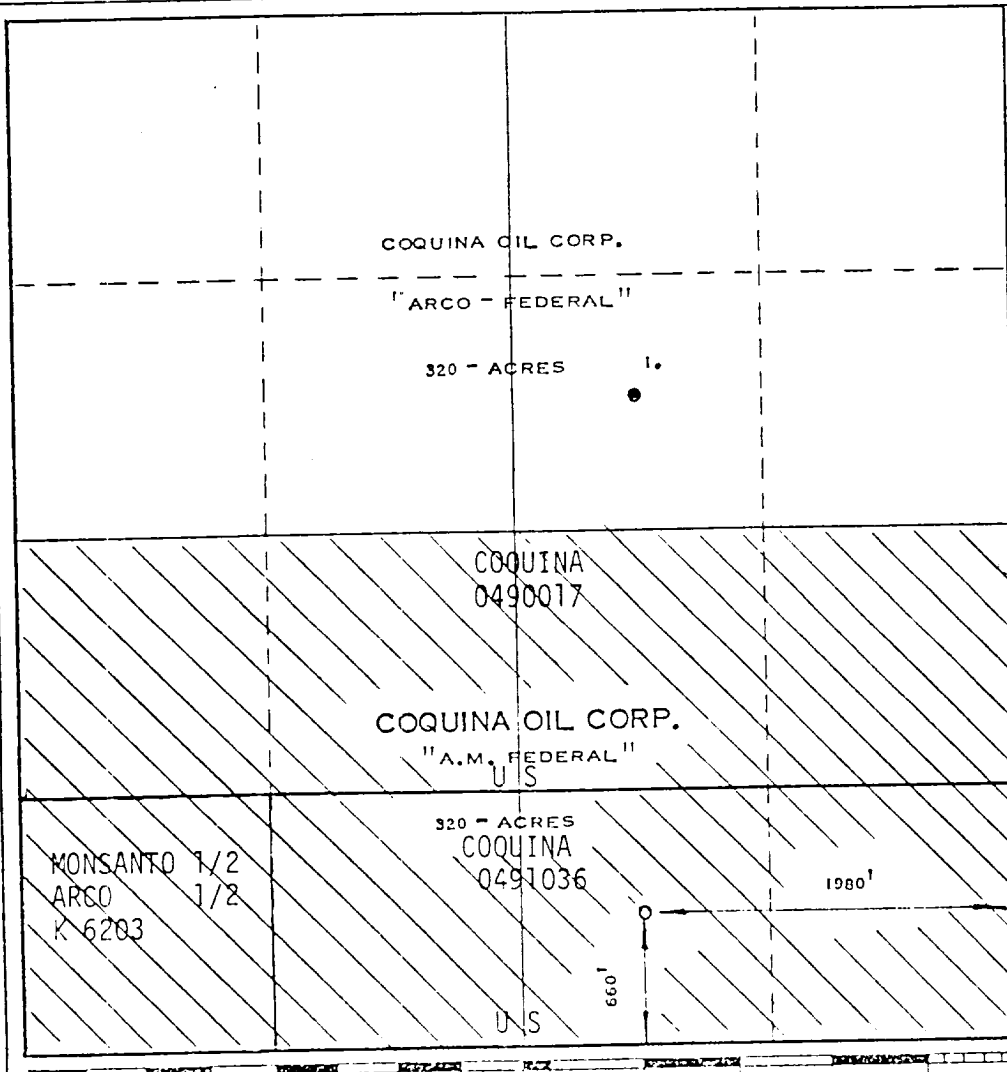 COQUINA OIL CORP.
"ARCO - FEDERAL"
320 - ACRES
1.
COQUINA
0490017
COQUINA OIL CORP.
"A.M. FEDERAL"
U S
320 - ACRES
COQUINA
0491036
MONSANTO 1/2
ARCO 1/2
K 6203
1980'
660'
U S